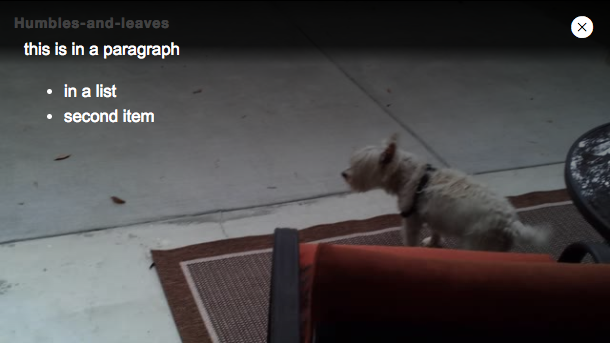 Humbles-and-leaves
this is in a paragraph
• in a list
• second item